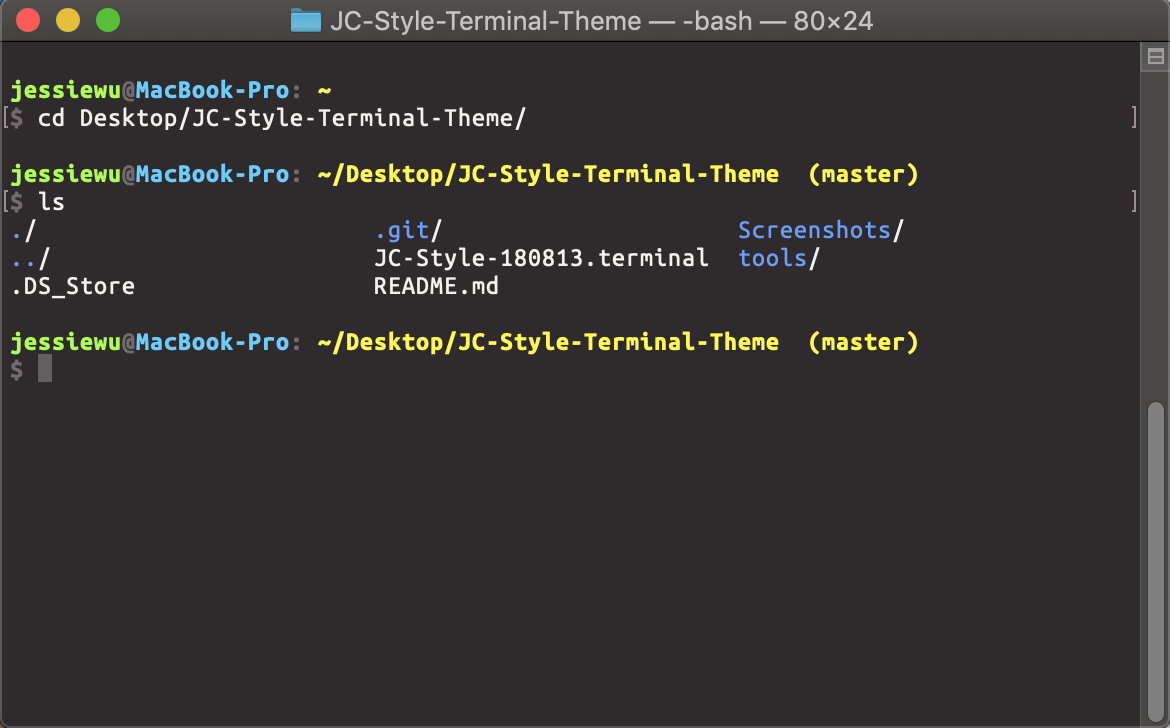 JC-Style-Terminal-Theme — -bash — 80×24
jessiewu@MacBook-Pro: ~
[$ cd Desktop/JC-Style-Terminal-Theme/ ]
jessiewu@MacBook-Pro: ~/Desktop/JC-Style-Terminal-Theme (master)
[$ ls ]
./ .git/ Screenshots/
../ JC-Style-180813.terminal tools/
.DS_Store README.md
jessiewu@MacBook-Pro: ~/Desktop/JC-Style-Terminal-Theme (master)
$